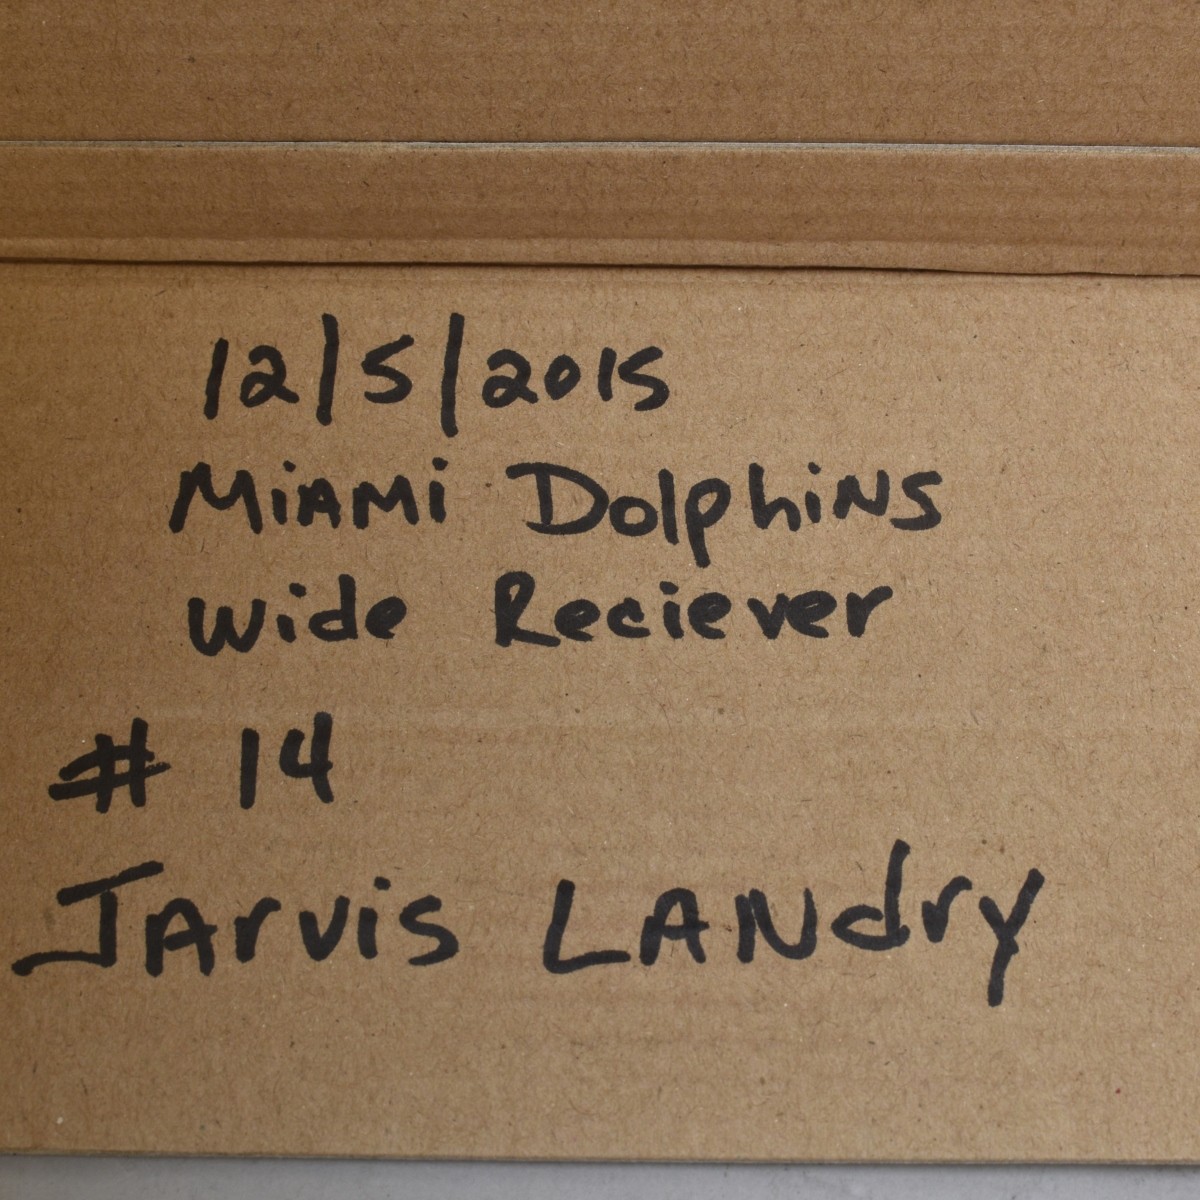 12/5/2015
Miami Dolphins
Wide Reciever
# 14
Jarvis Landry